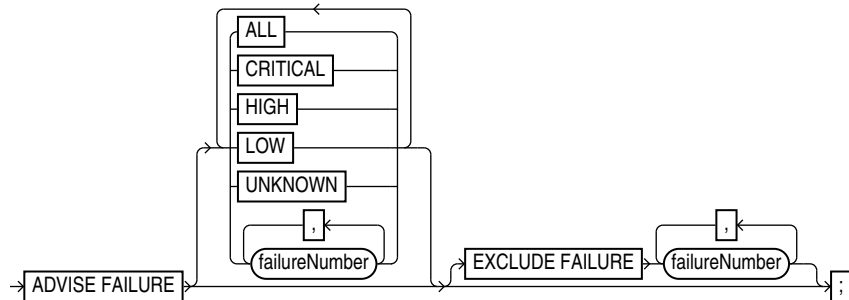 ALL
CRITICAL
HIGH
LOW
UNKNOWN
, ,
failureNumber EXCLUDE FAILURE failureNumber
ADVISE FAILURE ;